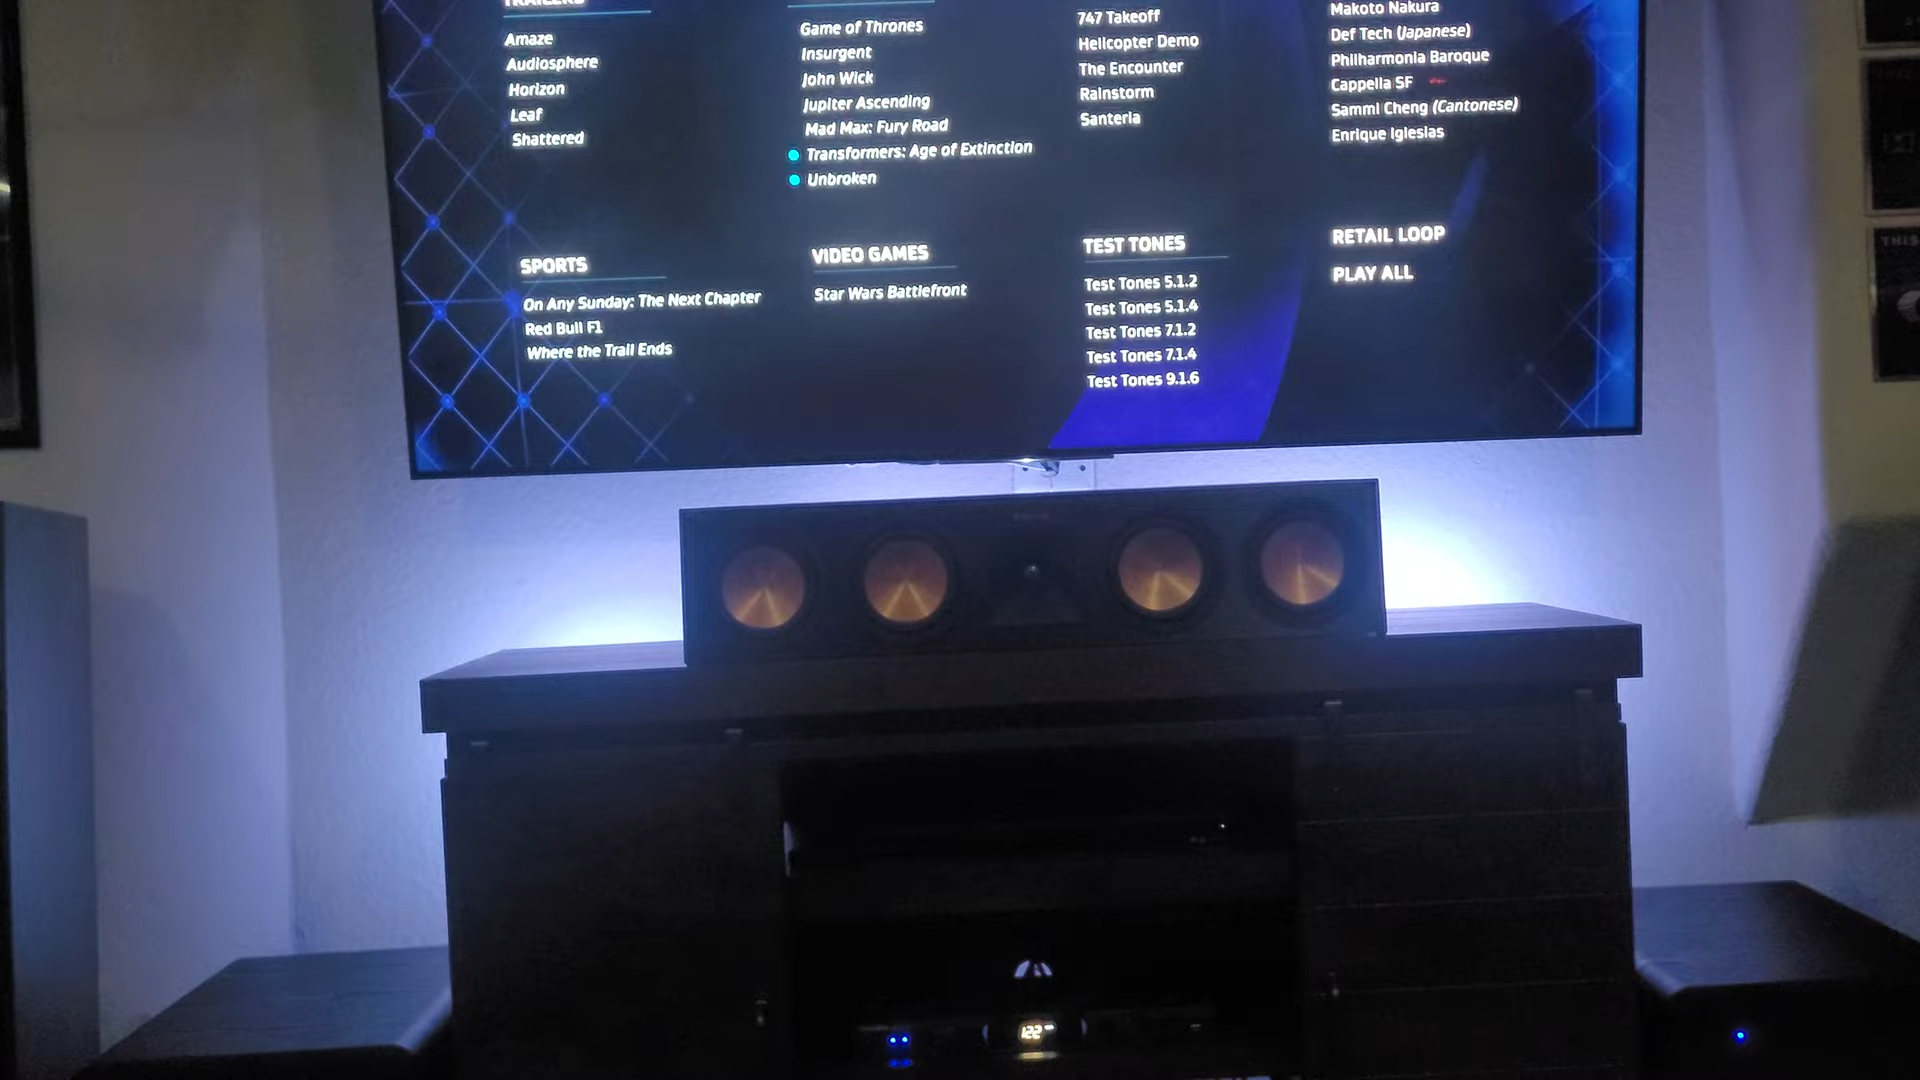 TRAILERS
Amaze
Audiosphere
Horizon
Leaf
Shattered
Game of Thrones
Insurgent
John Wick
Jupiter Ascending
Mad Max: Fury Road
Transformers: Age of Extinction
Unbroken
747 Takeoff
Helicopter Demo
The Encounter
Rainstorm
Santeria
Makoto Nakura
Def Tech (Japanese)
Philharmonia Baroque
Cappella SF
Sammi Cheng (Cantonese)
Enrique Iglesias
SPORTS
On Any Sunday: The Next Chapter
Red Bull F1
Where the Trail Ends
VIDEO GAMES
Star Wars Battlefront
TEST TONES
Test Tones 5.1.2
Test Tones 5.1.4
Test Tones 7.1.2
Test Tones 7.1.4
Test Tones 9.1.6
RETAIL LOOP
PLAY ALL
THIS
122